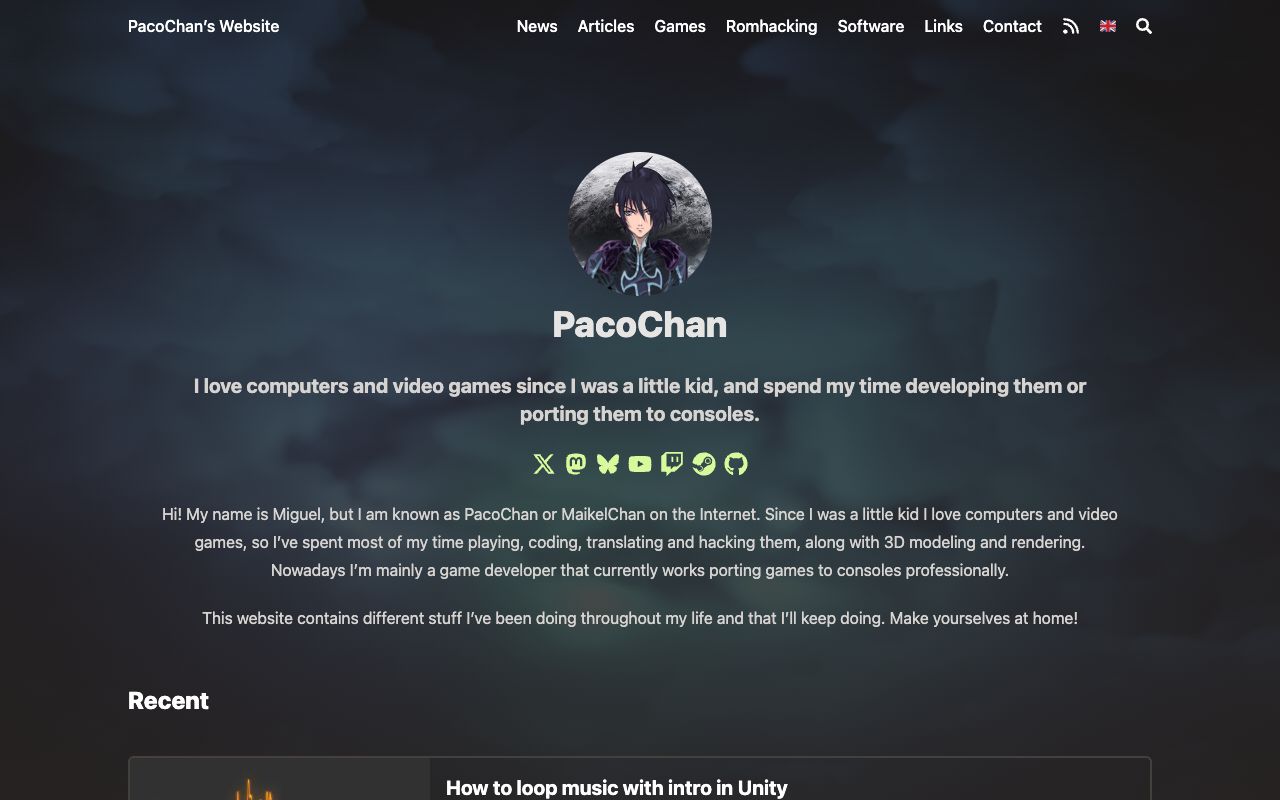 PacoChan's Website
News Articles Games Romhacking Software Links Contact
PacoChan
I love computers and video games since I was a little kid, and spend my time developing them or
porting them to consoles.
Hi! My name is Miguel, but I am known as PacoChan or MaikelChan on the Internet. Since I was a little kid I love computers and video
games, so I've spent most of my time playing, coding, translating and hacking them, along with 3D modeling and rendering.
Nowadays I'm mainly a game developer that currently works porting games to consoles professionally.
This website contains different stuff I've been doing throughout my life and that I'll keep doing. Make yourselves at home!
Recent
How to loop music with intro in Unity